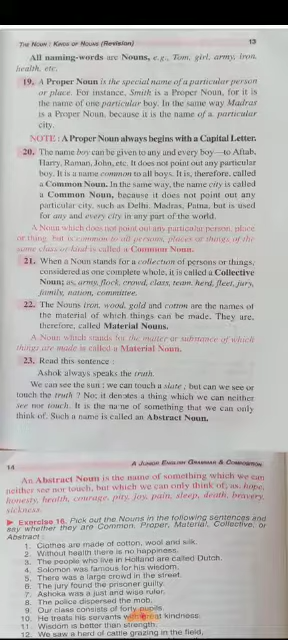 THE NOUN : KINDS OF NOUNS (Revision) 13
All naming-words are Nouns, e.g., Tom, girl, army, iron,
health, etc.
19. A Proper Noun is the special name of a particular person
or place. For instance, Smith is a Proper Noun, for it is
the name of one particular boy. In the same way Madras
is a Proper Noun, because it is the name of a particular
city.
NOTE : A Proper Noun always begins with a Capital Letter.
20. The name boy can be given to any and every boy—to Aftab,
Harry, Raman, John, etc. It does not point out any particular
boy. It is a name common to all boys. It is, therefore, called
a Common Noun. In the same way, the name city is called
a Common Noun, because it does not point out any
particular city, such as Delhi, Madras, Patna, but is used
for any and every city in any part of the world.
A Noun which does not point out any particular person, place
or thing, but is common to all persons, places or things of the
same class or kind is called a Common Noun.
21. When a Noun stands for a collection of persons or things,
considered as one complete whole, it is called a Collective
Noun; as, army, flock, crowd, class, team, herd, fleet, jury,
family, nation, committee.
22. The Nouns iron, wood, gold and cotton are the names of
the material of which things can be made. They are,
therefore, called Material Nouns.
A Noun which stands for the matter or substance of which
things are made is called a Material Noun.
23. Read this sentence :
Ashok always speaks the truth.
We can see the sun ; we can touch a slate ; but can we see or
touch the truth ? No; it denotes a thing which we can neither
see nor touch. It is the name of something that we can only
think of. Such a name is called an Abstract Noun.
14 A JUNIOR ENGLISH GRAMMAR & COMPOSITION
An Abstract Noun is the name of something which we can
neither see nor touch, but which we can only think of; as, hope,
honesty, health, courage, pity, joy, pain, sleep, death, bravery,
sickness.
Exercise 16. Pick out the Nouns in the following sentences and
say whether they are Common, Proper, Material, Collective, or
Abstract :
1. Clothes are made of cotton, wool and silk.
2. Without health there is no happiness.
3. The people who live in Holland are called Dutch.
4. Solomon was famous for his wisdom.
5. There was a large crowd in the street.
6. The jury found the prisoner guilty.
7. Ashoka was a just and wise ruler.
8. The police dispersed the mob.
9. Our class consists of forty pupils.
10. He treats his servants with great kindness.
11. Wisdom is better than strength.
12. We saw a herd of cattle grazing in the field.